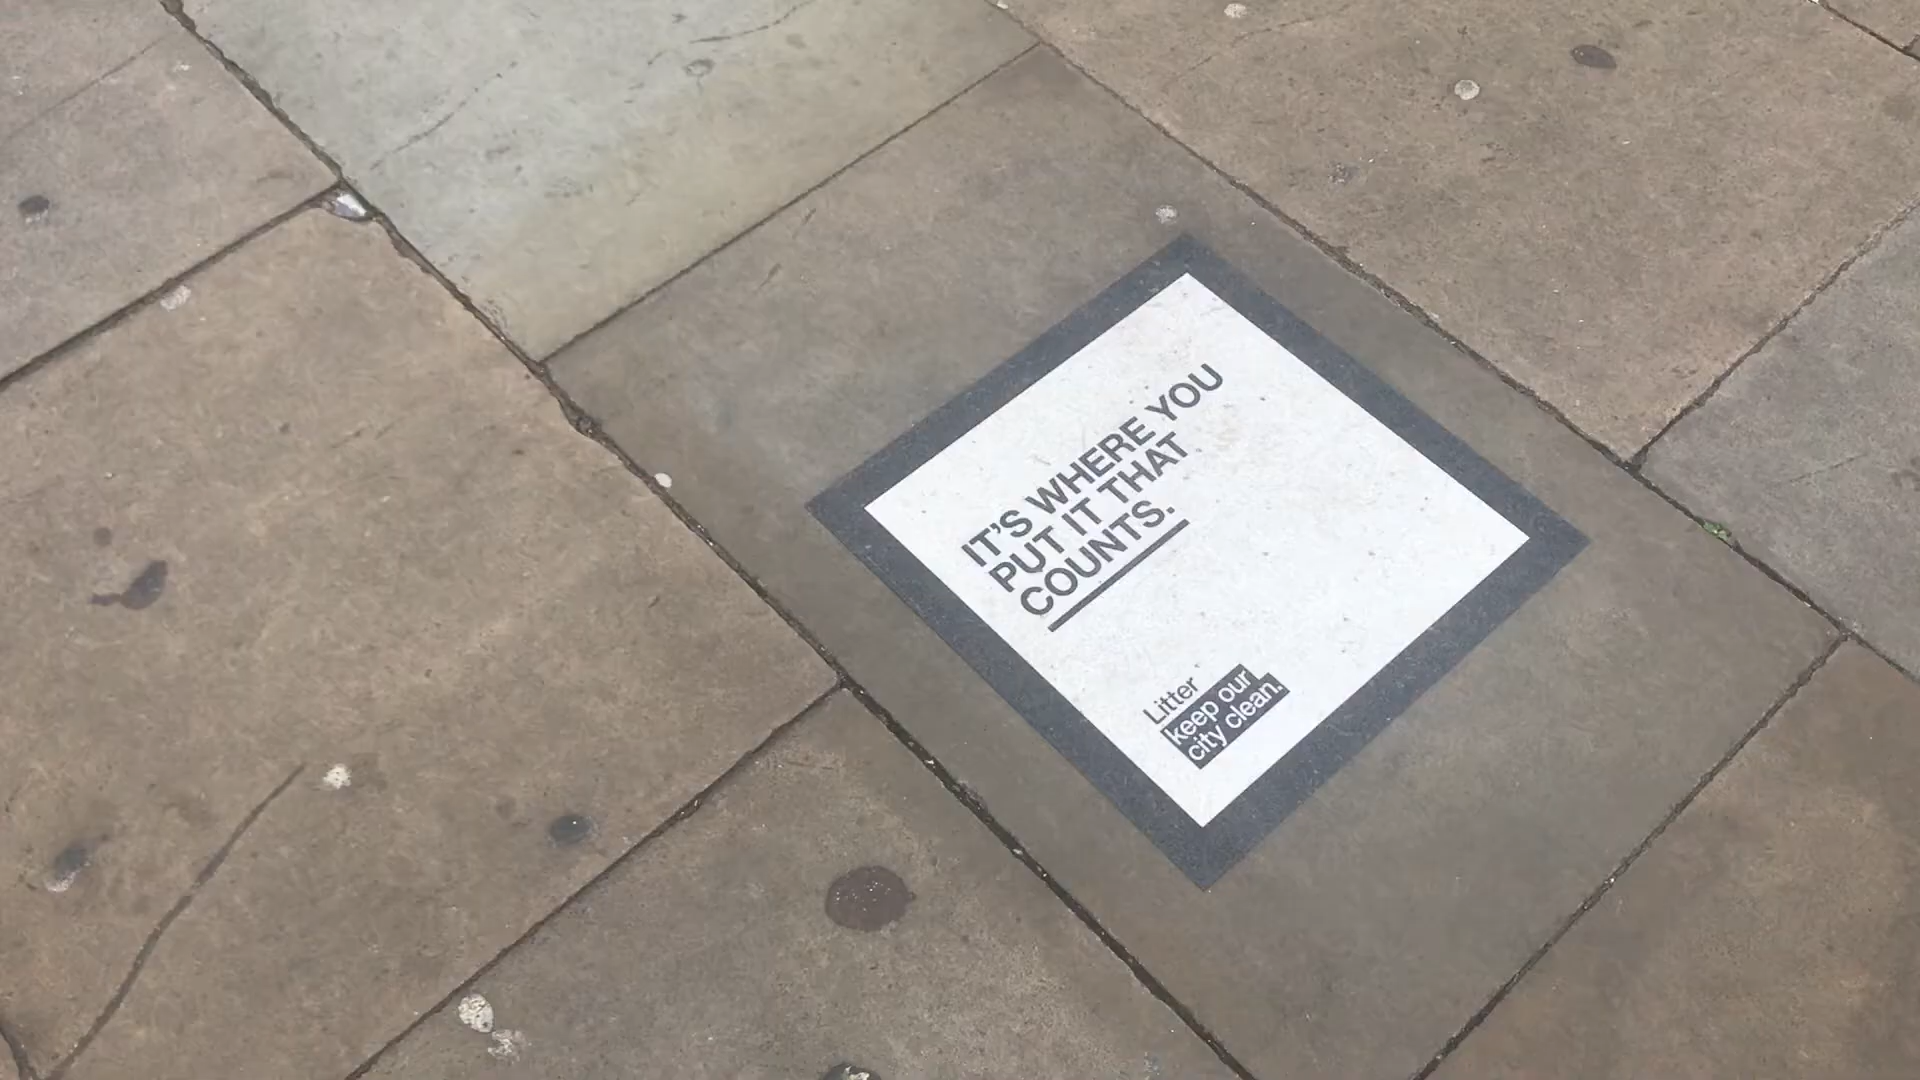 IT'S WHERE YOU
PUT IT THAT
COUNTS.
Litter
keep our
city clean.